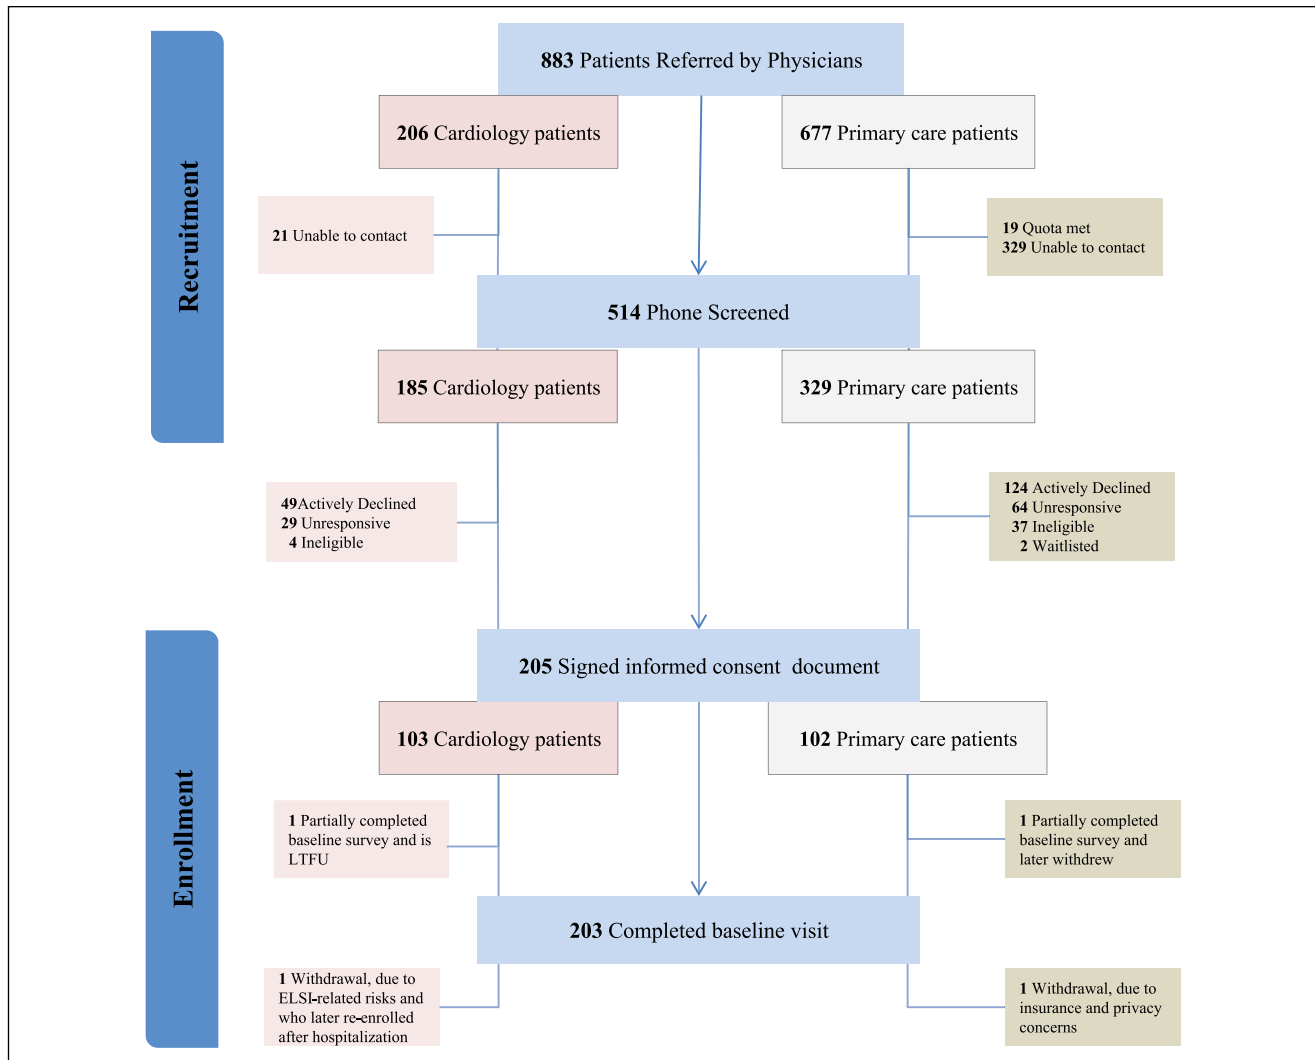 Recruitment
883 Patients Referred by Physicians
206 Cardiology patients
677 Primary care patients
21 Unable to contact
19 Quota met
329 Unable to contact
514 Phone Screened
185 Cardiology patients
329 Primary care patients
49Actively Declined
29 Unresponsive
4 Ineligible
124 Actively Declined
64 Unresponsive
37 Ineligible
2 Waitlisted
Enrollment
205 Signed informed consent document
103 Cardiology patients
102 Primary care patients
1 Partially completed
baseline survey and is
LTFU
1 Partially completed
baseline survey and
later withdrew
203 Completed baseline visit
1 Withdrawal, due to
ELSI-related risks and
who later re-enrolled
after hospitalization
1 Withdrawal, due to
insurance and privacy
concerns